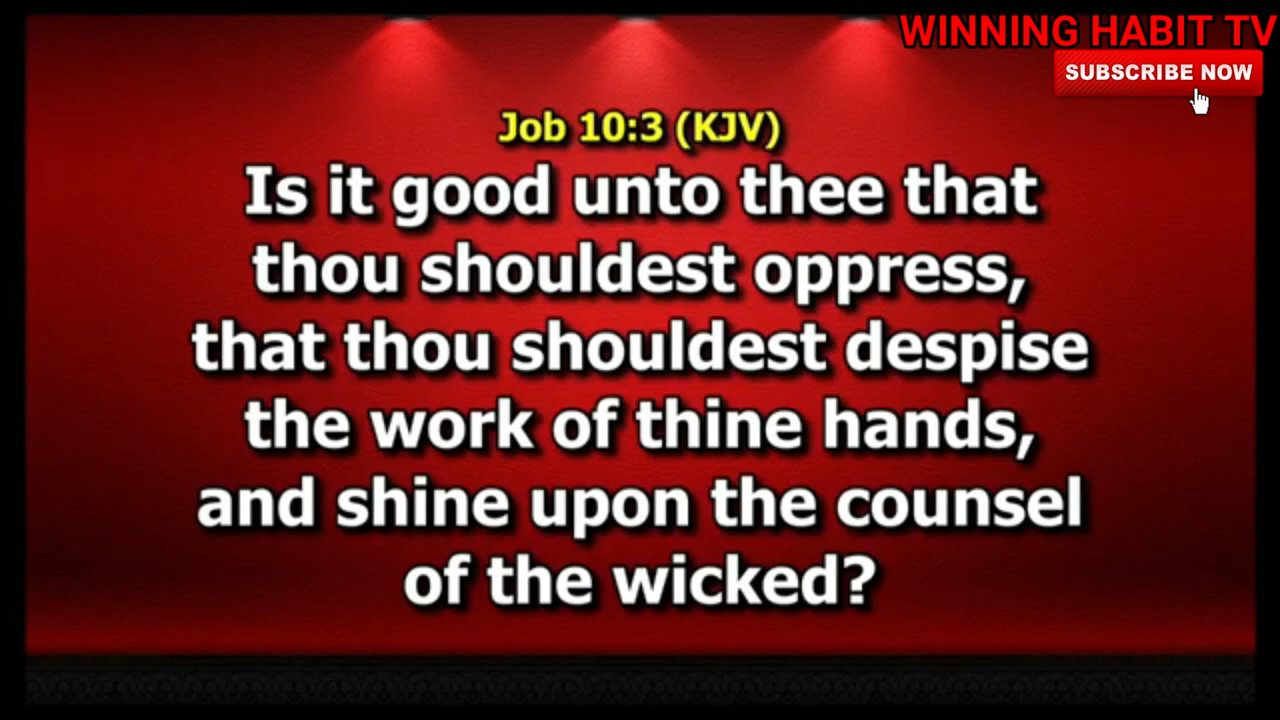 WINNING HABIT TV
SUBSCRIBE NOW
Job 10:3 (KJV)
Is it good unto thee that
thou shouldest oppress,
that thou shouldest despise
the work of thine hands,
and shine upon the counsel
of the wicked?